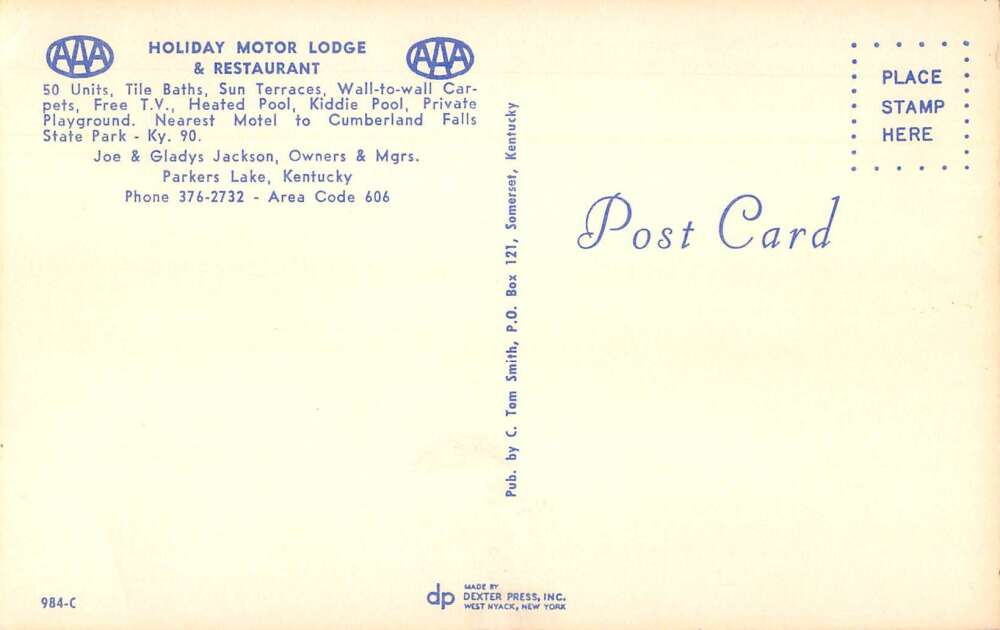 AAA
HOLIDAY MOTOR LODGE
& RESTAURANT
AAA
50 Units, Tile Baths, Sun Terraces, Wall-to-wall Car-
pets, Free T.V., Heated Pool, Kiddie Pool, Private
Playground. Nearest Motel to Cumberland Falls
State Park - Ky. 90.
Joe & Gladys Jackson, Owners & Mgrs.
Parkers Lake, Kentucky
Phone 376-2732 - Area Code 606
Pub. by C. Tom Smith, P.O. Box 121, Somerset, Kentucky
PLACE
STAMP
HERE
Post Card
984-C
dp
MADE BY
DEXTER PRESS, INC.
WEST NYACK, NEW YORK